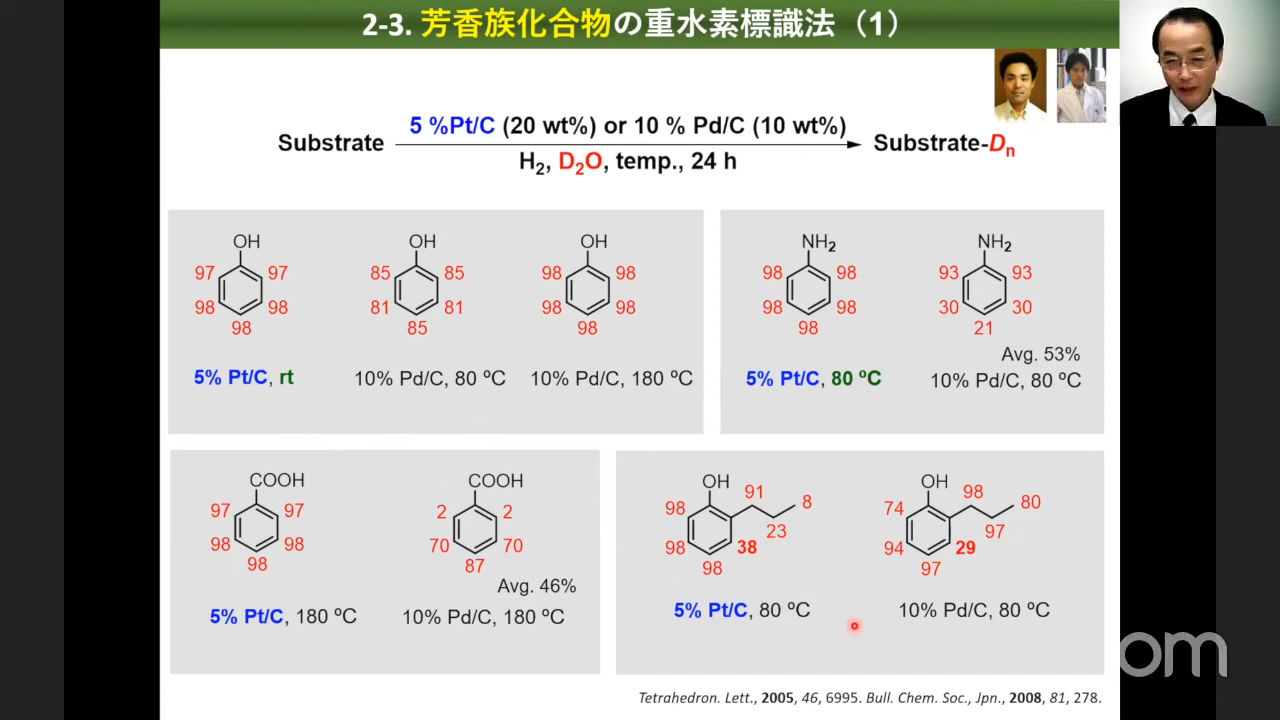 2-3. 芳香族化合物の重水素標識法（1）
Substrate
5 %Pt/C (20 wt%) or 10 % Pd/C (10 wt%)
H₂, D₂O, temp., 24 h
Substrate-Dₙ
OH
97 97
98 98
98
5% Pt/C, rt
OH
85 85
81 81
85
10% Pd/C, 80 ºC
OH
98 98
98 98
98
10% Pd/C, 180 ºC
NH₂
98 98
98 98
98
5% Pt/C, 80 ºC
NH₂
93 93
30 30
21
Avg. 53%
10% Pd/C, 80 ºC
COOH
97 97
98 98
98
5% Pt/C, 180 ºC
COOH
2 2
70 70
87
Avg. 46%
10% Pd/C, 180 ºC
OH
91
98 8
23
98 38
98
5% Pt/C, 80 ºC
OH
98
74 80
97
94 29
97
10% Pd/C, 80 ºC
Tetrahedron. Lett., 2005, 46, 6995. Bull. Chem. Soc., Jpn., 2008, 81, 278.
om